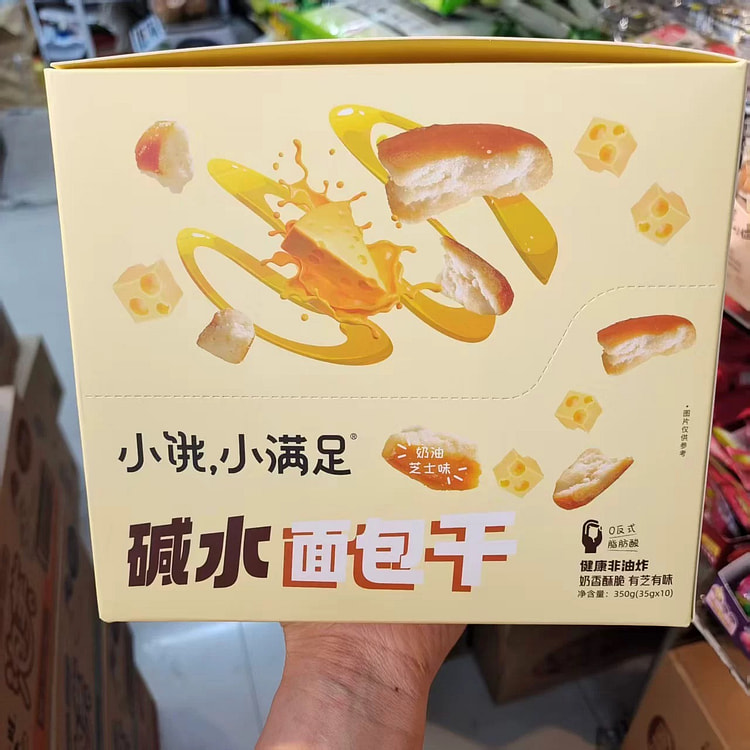 小饿,小满足®
奶油
芝士味
碱水面包干
0反式
脂肪酸
健康非油炸
奶香酥脆 有芝有味
净含量：350g(35gx10)
*图片仅供参考